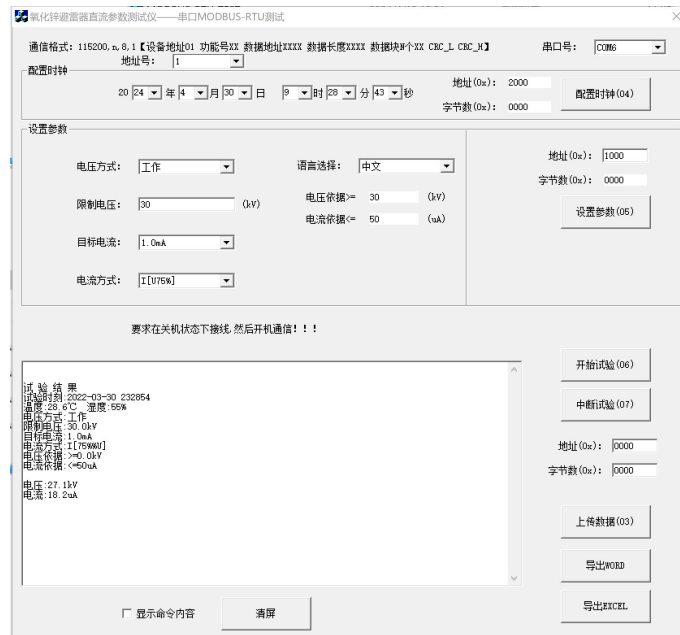 氧化锌避雷器直流参数测试仪——串口MODBUS-RTU测试
通信格式: 115200,n,8,1【设备地址01 功能号XX 数据地址XXXX 数据长度XXXX 数据块N个XX CRC_L CRC_H】
串口号: COM6
地址号: 1
配置时钟
20 24 年 4 月 30 日 9 时 28 分 43 秒
地址(0x): 2000
字节数(0x): 0000
配置时钟(04)
设置参数
电压方式: 工作
语言选择: 中文
限制电压: 30 (kV)
电压依据>= 30 (kV)
电流依据<= 50 (uA)
目标电流: 1.0mA
电流方式: I[U75%]
地址(0x): 1000
字节数(0x): 0000
设置参数(05)
要求在关机状态下接线,然后开机通信!!!
试 验 结 果
试验时刻:2022-03-30 232854
温度:28.6℃ 湿度:55%
电压方式:工作
限制电压:30.0kV
目标电流:1.0mA
电流方式:I[75%%U]
电压依据:>=0.0kV
电流依据:<=50uA
电压:27.1kV
电流:18.2uA
开始试验(06)
中断试验(07)
地址(0x): 0000
字节数(0x): 0000
上传数据(03)
导出WORD
导出EXCEL
显示命令内容
清屏